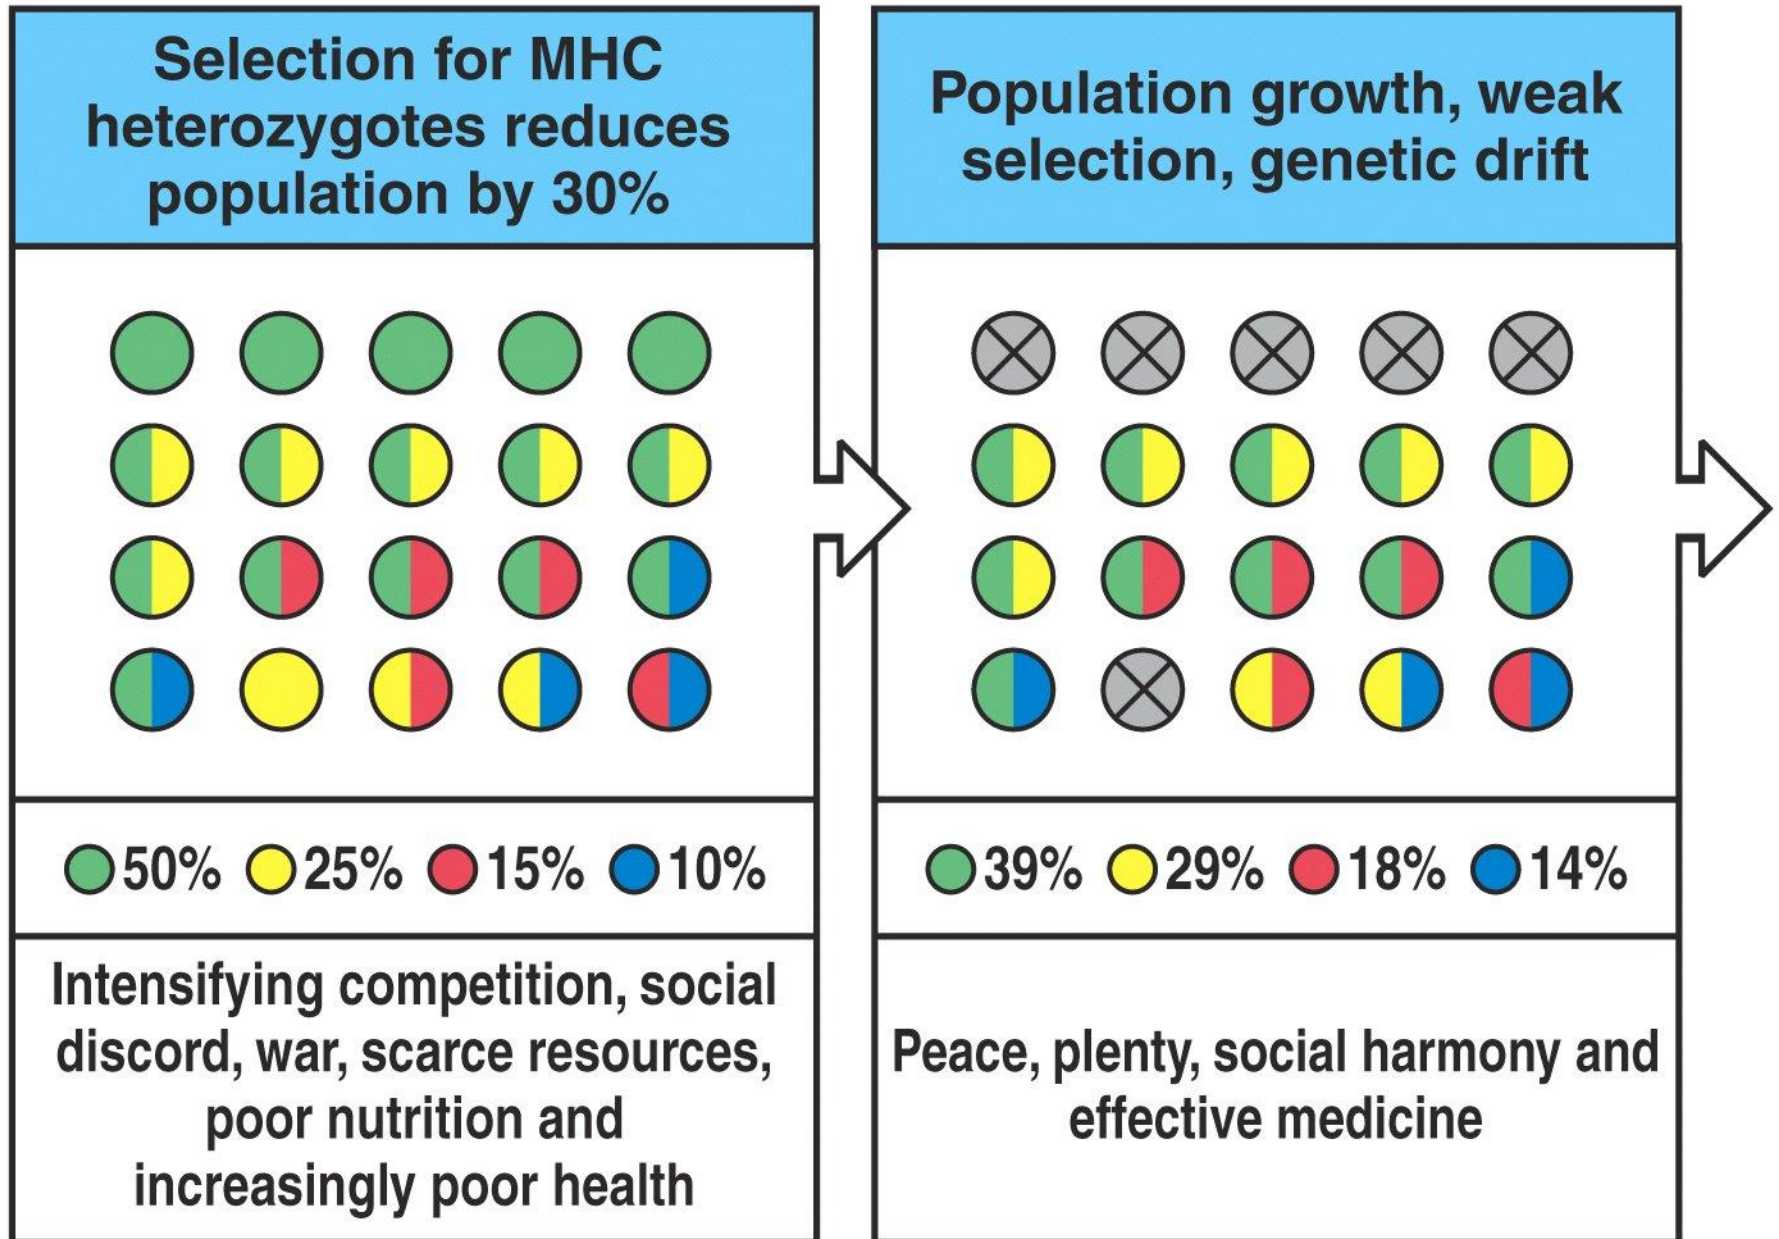 Selection for MHC
heterozygotes reduces
population by 30%
Population growth, weak
selection, genetic drift
50% 25% 15% 10%
39% 29% 18% 14%
Intensifying competition, social
discord, war, scarce resources,
poor nutrition and
increasingly poor health
Peace, plenty, social harmony and
effective medicine